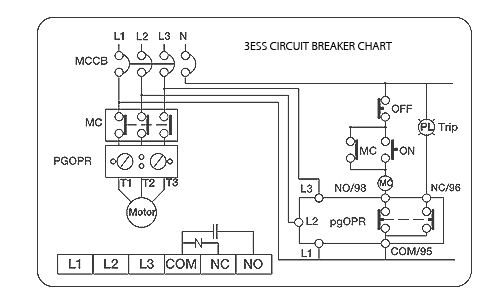 L1 L2 L3 N
3ESS CIRCUIT BREAKER CHART
MCCB
OFF
MC
PL Trip
MC ON
PGOPR
T1 T2 T3
MC
L3 NO/98 NC/96
Motor
L2 pgOPR
L1 COM/95
N
L1 L2 L3 COM NC NO